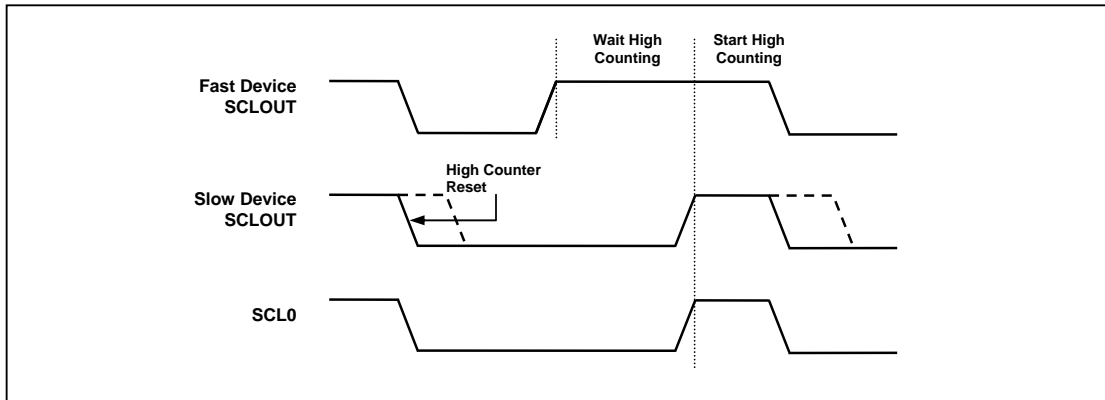 Wait High
Counting
Start High
Counting
Fast Device
SCLOUT
High Counter
Reset
Slow Device
SCLOUT
SCL0